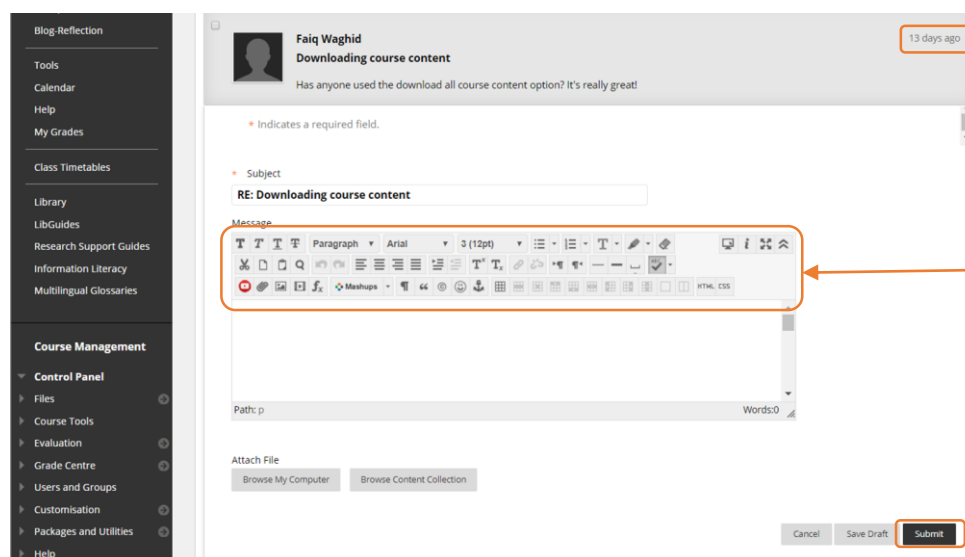 Blog-Reflection
Tools
Calendar
Help
My Grades
Class Timetables
Library
LibGuides
Research Support Guides
Information Literacy
Multilingual Glossaries
Course Management
Control Panel
Files
Course Tools
Evaluation
Grade Centre
Users and Groups
Customisation
Packages and Utilities
Help
Faiq Waghid
13 days ago
Downloading course content
Has anyone used the download all course content option? It's really great!
* Indicates a required field.
* Subject
RE: Downloading course content
Message
T T T T Paragraph Arial 3 (12pt) T i
T Tx
fx Mashups HTML CSS
Path: p Words:0
Attach File
Browse My Computer Browse Content Collection
Cancel Save Draft Submit